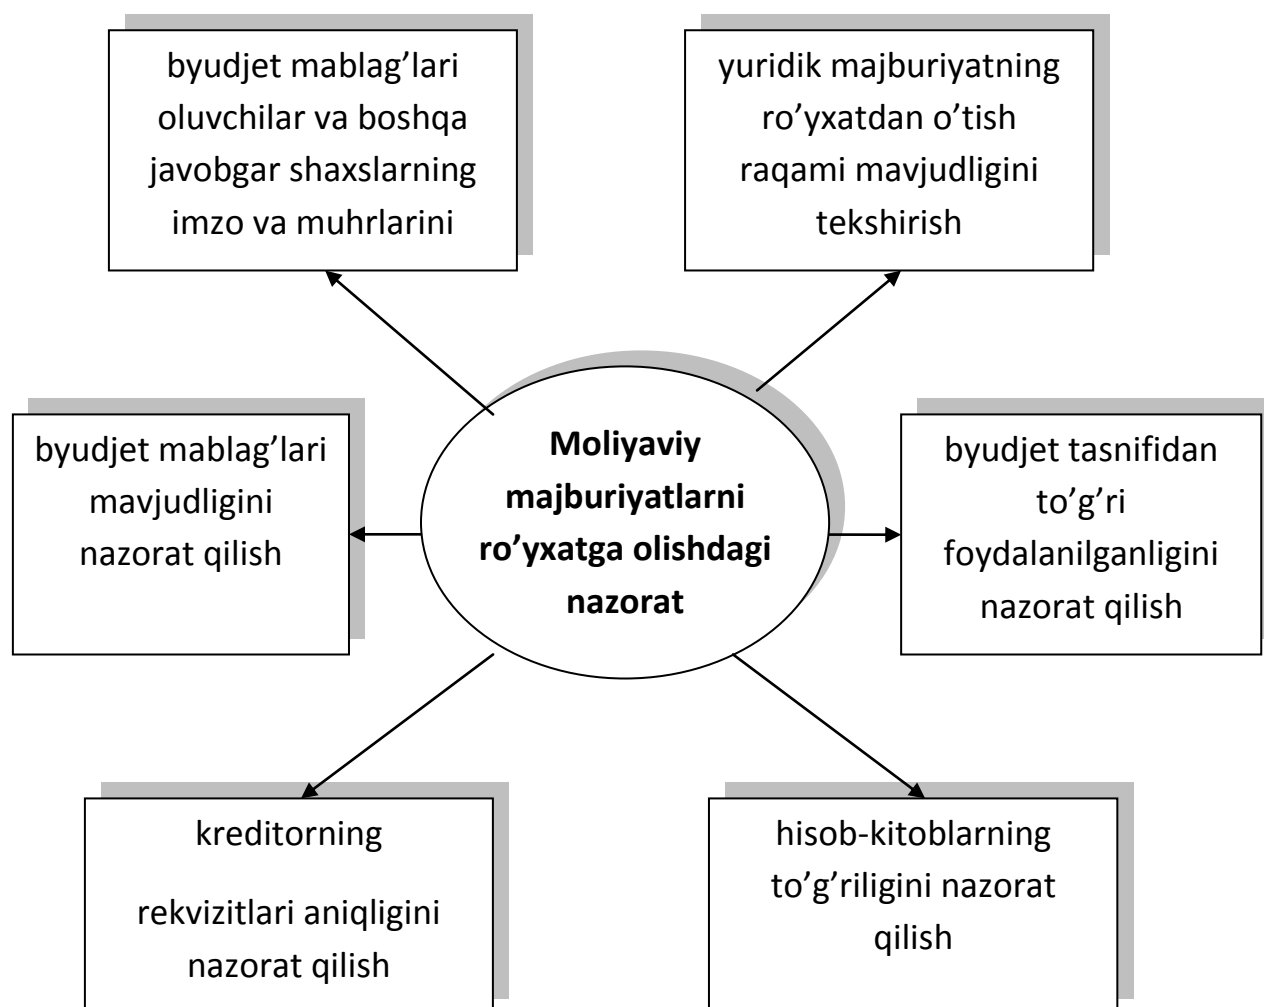 byudjet mablag’lari
oluvchilar va boshqa
javobgar shaxslarning
imzo va muhrlarini
yuridik majburiyatning
ro’yxatdan o’tish
raqami mavjudligini
tekshirish
byudjet mablag’lari
mavjudligini
nazorat qilish
Moliyaviy
majburiyatlarni
ro’yxatga olishdagi
nazorat
byudjet tasnifidan
to’g’ri
foydalanilganligini
nazorat qilish
kreditorning
rekvizitlari aniqligini
nazorat qilish
hisob-kitoblarning
to’g’riligini nazorat
qilish